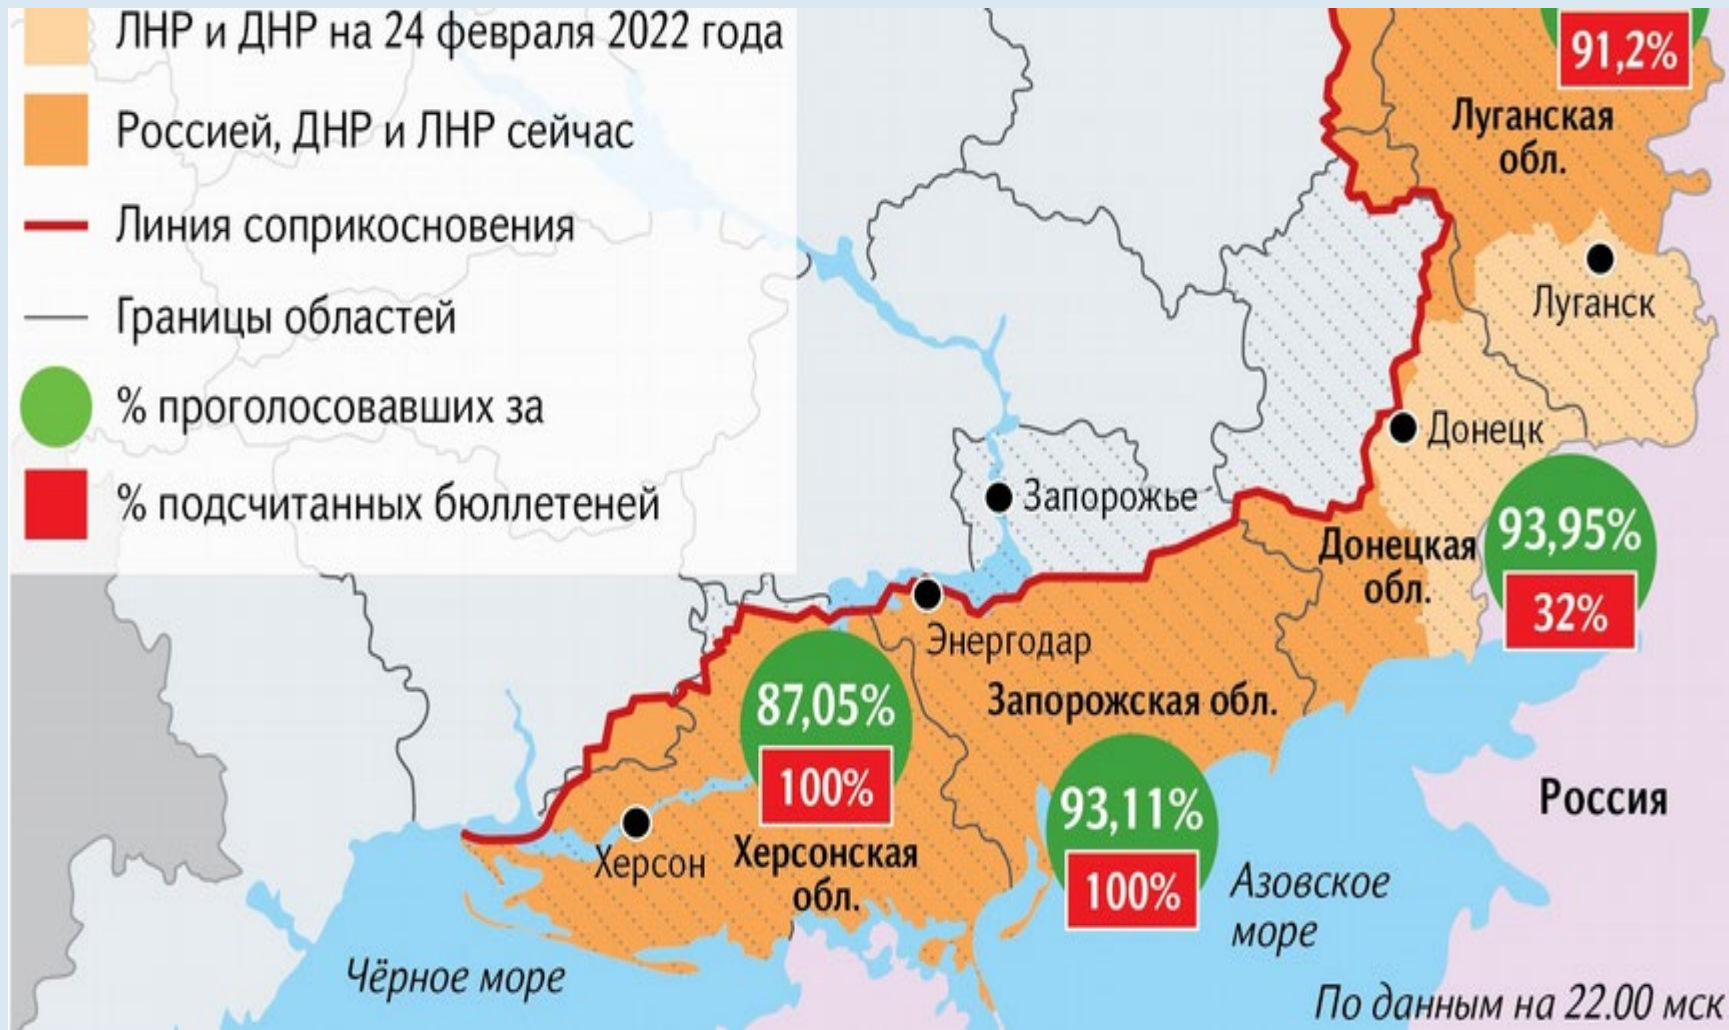 ЛНР и ДНР на 24 февраля 2022 года
Россией, ДНР и ЛНР сейчас
Линия соприкосновения
Границы областей
% проголосовавших за
% подсчитанных бюллетеней
91,2%
Луганская
обл.
Луганск
Донецк
Запорожье
93,95%
32%
Донецкая
обл.
Энергодар
87,05%
100%
Запорожская обл.
93,11%
100%
Херсон
Херсонская
обл.
Россия
Азовское
море
Чёрное море
По данным на 22.00 мск